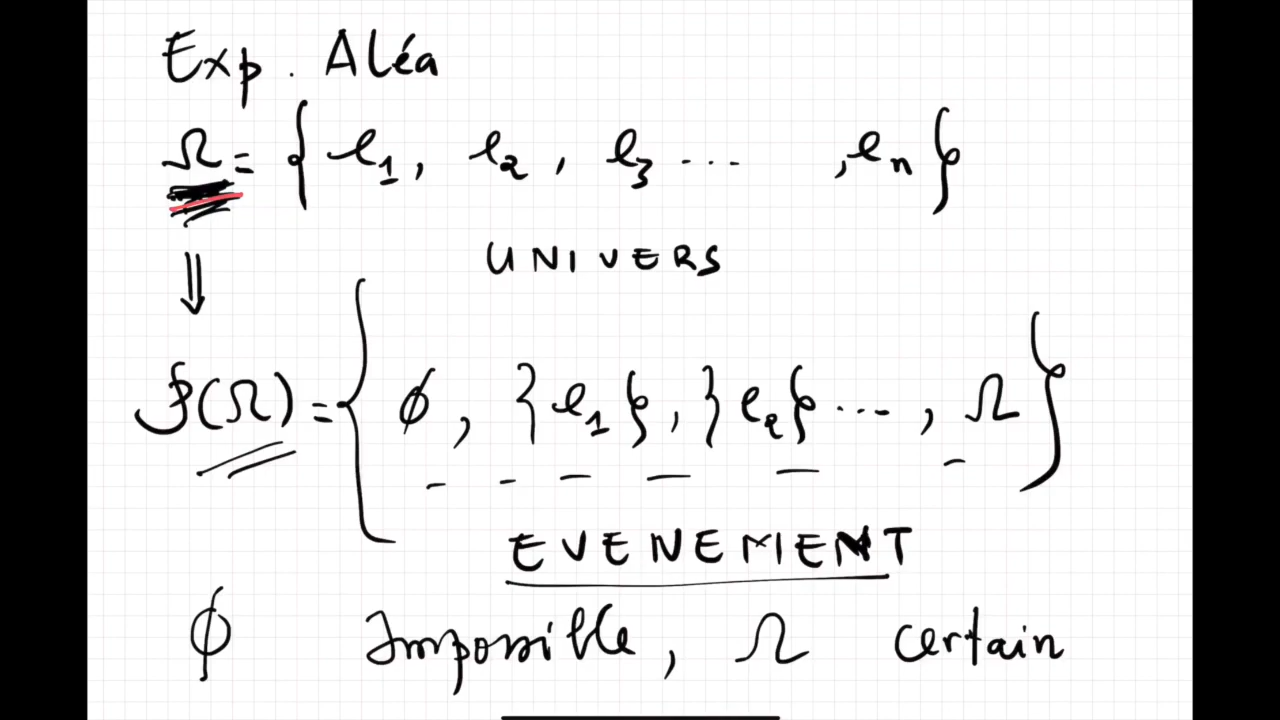 Exp. Aléa
Ω = { e1, e2, e3 ... , en }
UNIVERS
⇓
P(Ω) = { ∅, {e1}, {e2} ... , Ω }
EVENEMENT
∅ Impossible, Ω certain